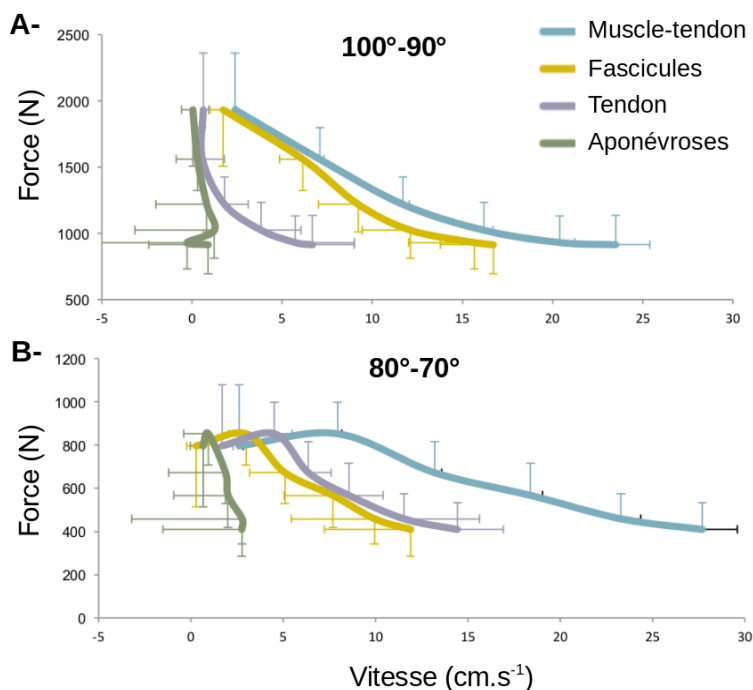 A-
100°-90°
Muscle-tendon
Fascicules
Tendon
Aponévroses
Force (N)
2500
2000
1500
1000
500
-5 0 5 10 15 20 25 30
B-
80°-70°
Force (N)
1200
1000
800
600
400
200
0
-5 0 5 10 15 20 25 30
Vitesse (cm.s⁻¹)